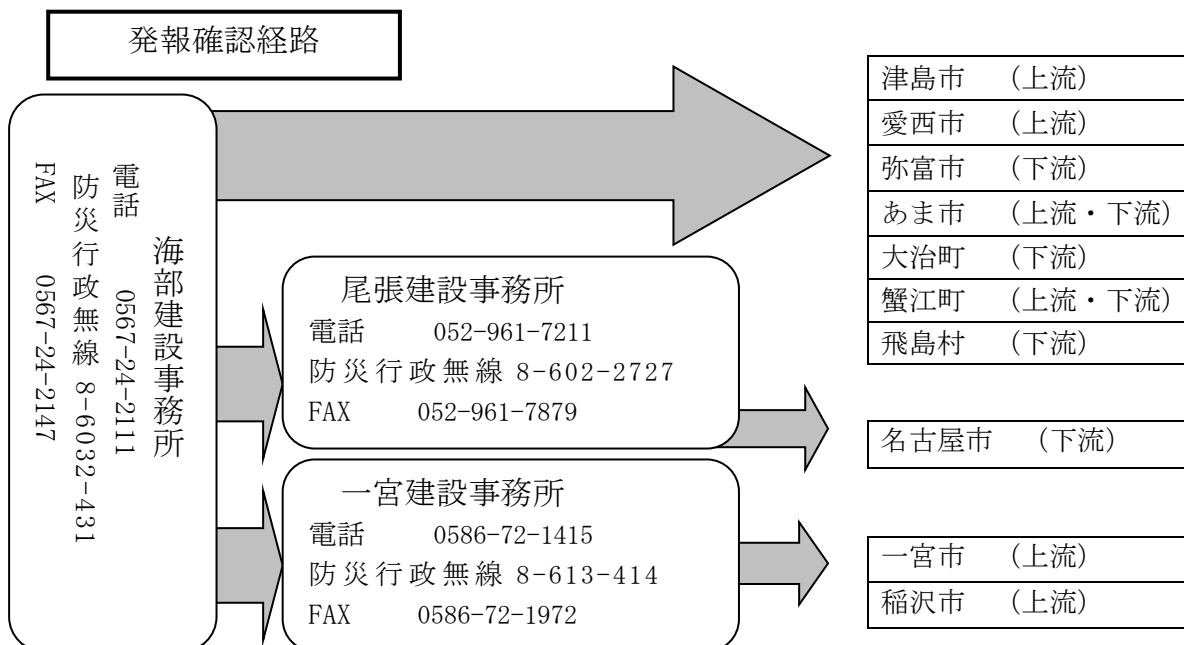 発報確認経路
海部建設事務所
電話 0567-24-2111
防災行政無線 8-6032-431
FAX 0567-24-2147
尾張建設事務所
電話 052-961-7211
防災行政無線 8-602-2727
FAX 052-961-7879
一宮建設事務所
電話 0586-72-1415
防災行政無線 8-613-414
FAX 0586-72-1972
津島市 (上流)
愛西市 (上流)
弥富市 (下流)
あま市 (上流・下流)
大治町 (下流)
蟹江町 (上流・下流)
飛島村 (下流)
名古屋市 (下流)
一宮市 (上流)
稲沢市 (上流)